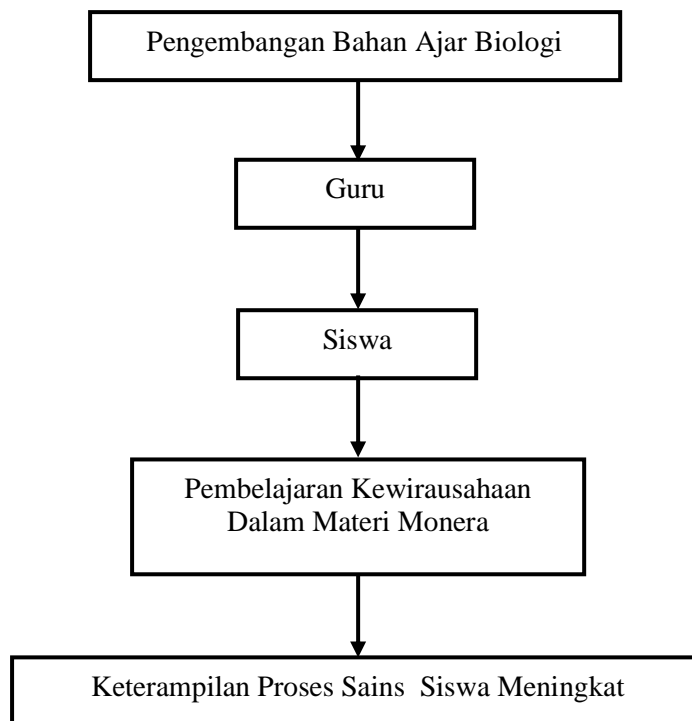 Pengembangan Bahan Ajar Biologi
Guru
Siswa
Pembelajaran Kewirausahaan
Dalam Materi Monera
Keterampilan Proses Sains  Siswa Meningkat